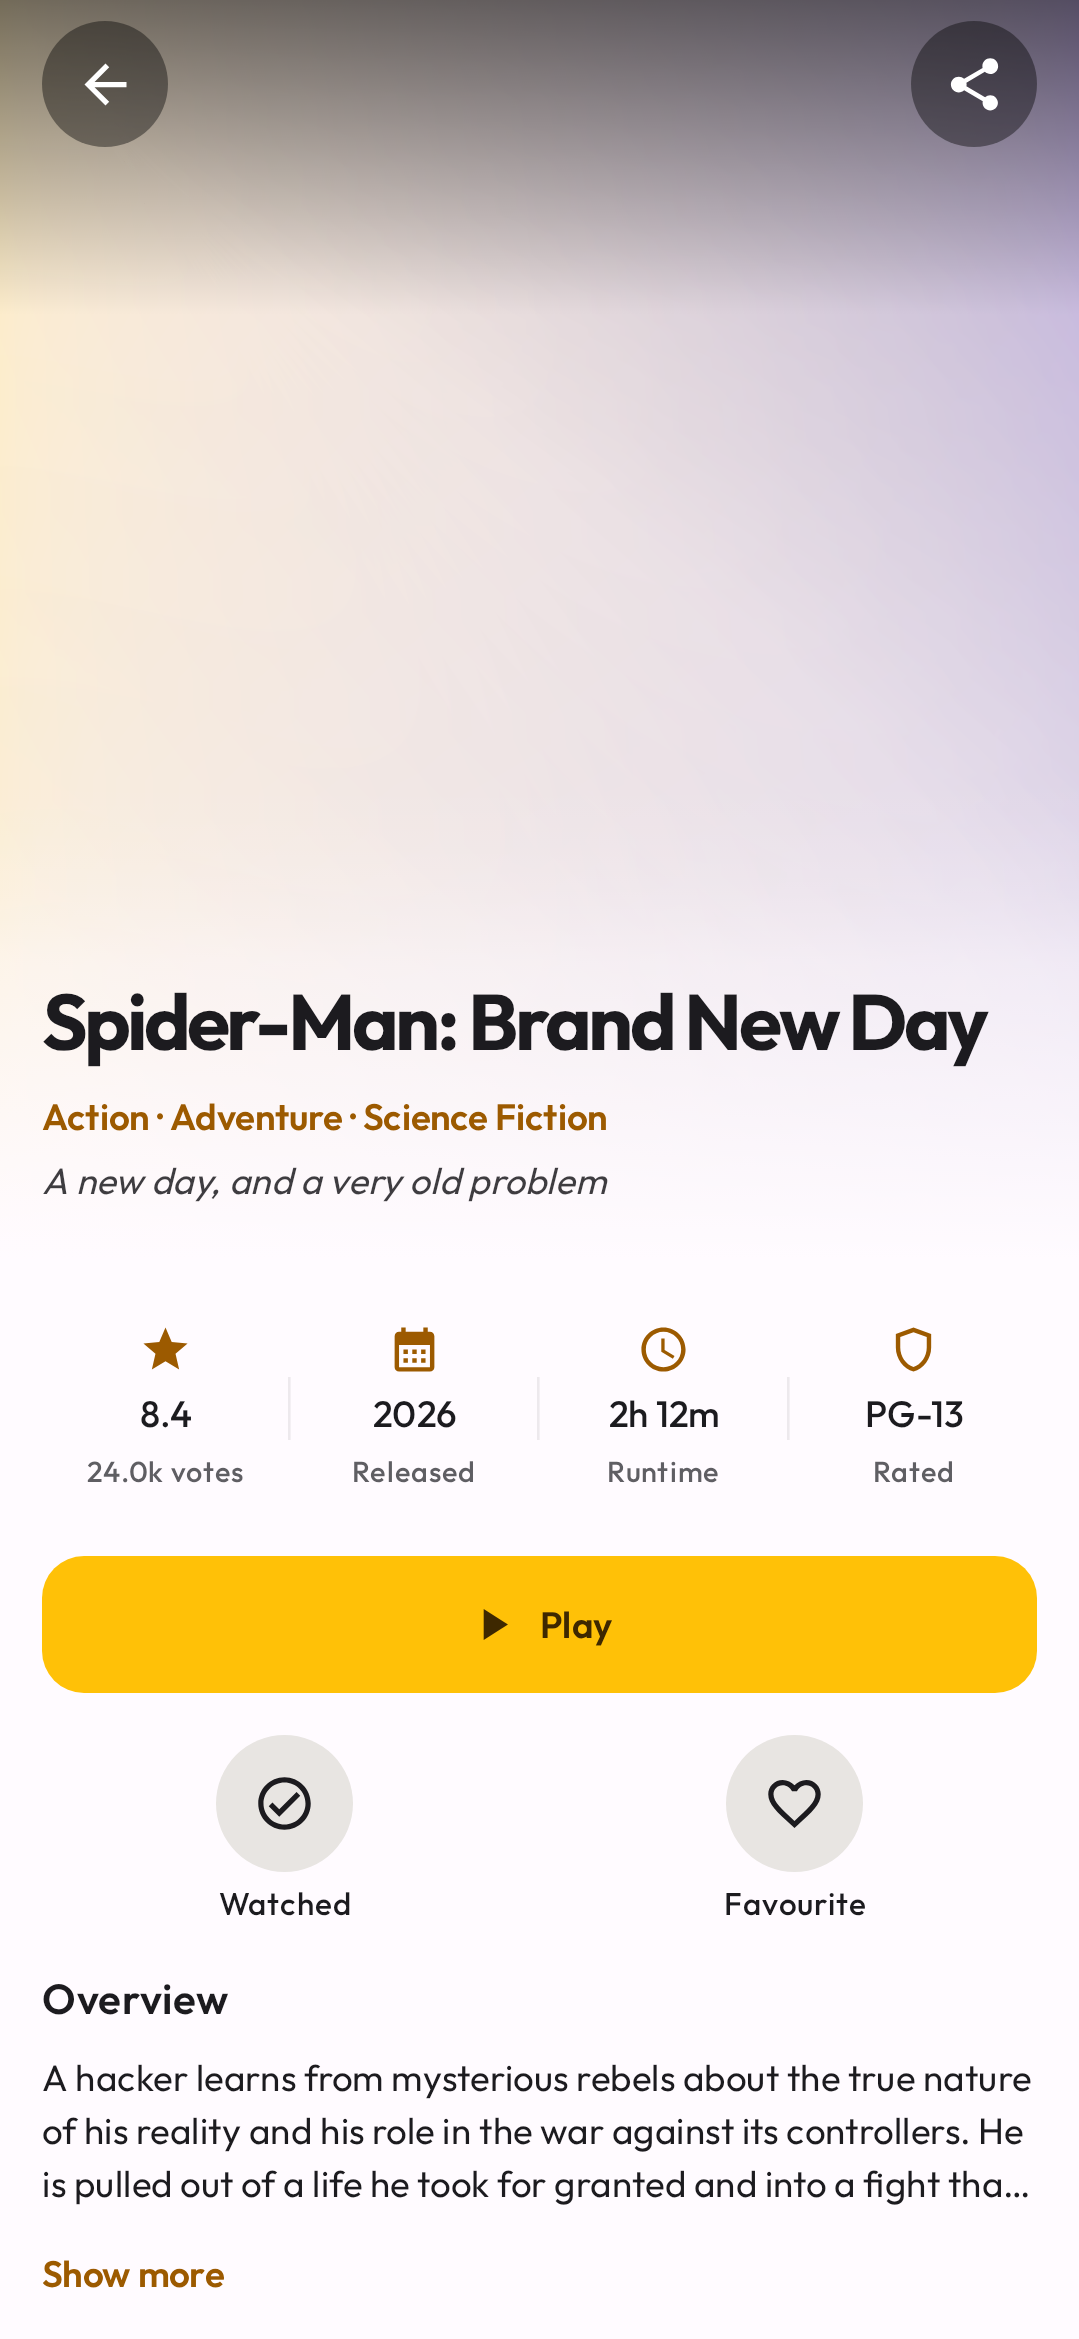 Spider-Man: Brand New Day
Action · Adventure · Science Fiction
A new day, and a very old problem
8.4
24.0k votes
2026
Released
2h 12m
Runtime
PG-13
Rated
Play
Watched
Favourite
Overview
A hacker learns from mysterious rebels about the true nature
of his reality and his role in the war against its controllers. He
is pulled out of a life he took for granted and into a fight tha...
Show more